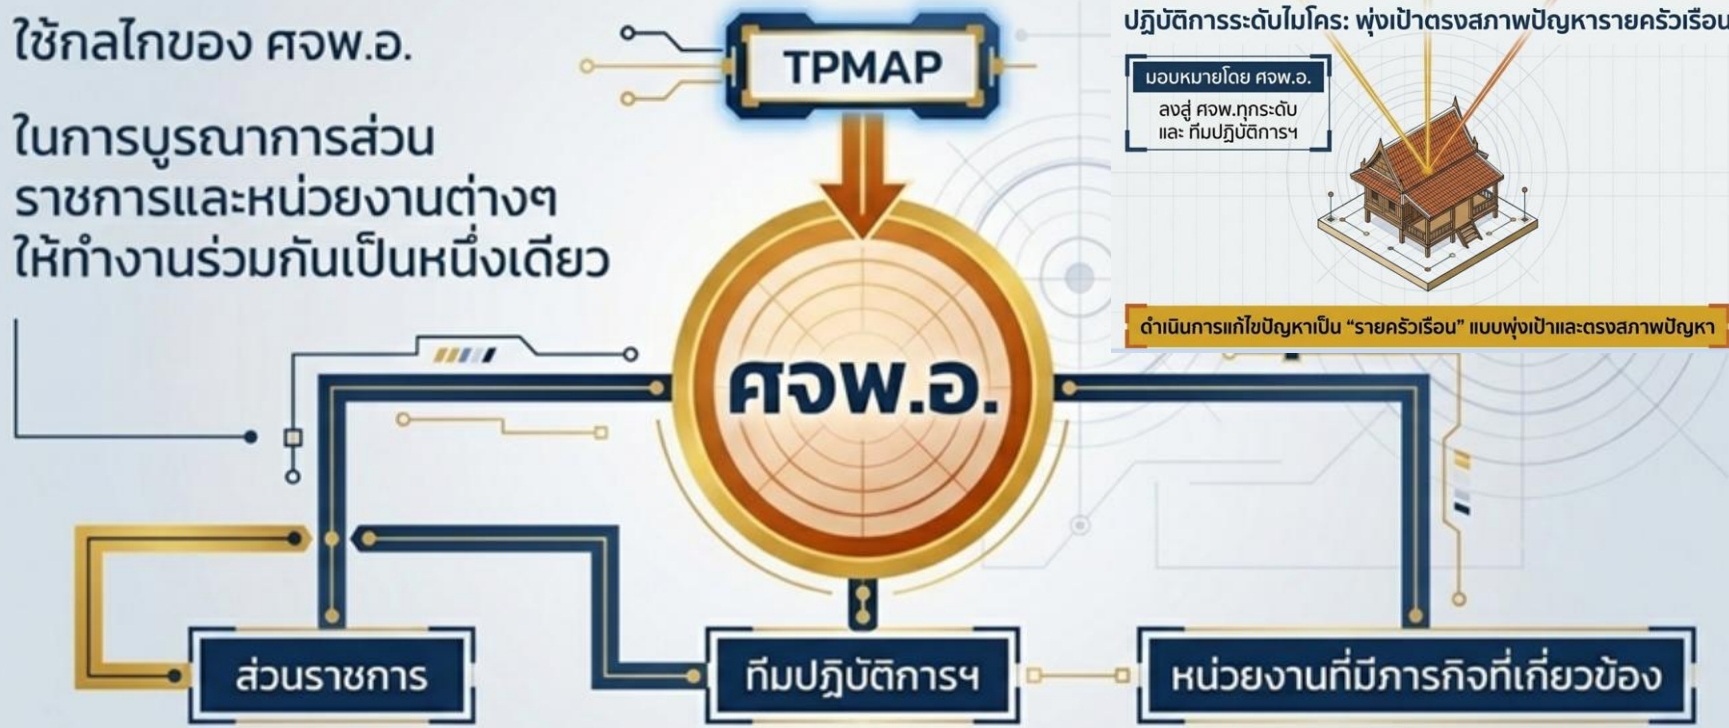 ใช้กลไกของ ศจพ.อ.
ในการบูรณาการส่วน
ราชการและหน่วยงานต่างๆ
ให้ทำงานร่วมกันเป็นหนึ่งเดียว
TPMAP
ปฏิบัติการระดับไมโคร: พุ่งเป้าตรงสภาพปัญหารายครัวเรือน
มอบหมายโดย ศจพ.อ.
ลงสู่ ศจพ.ทุกระดับ
และ ทีมปฏิบัติการฯ
ดำเนินการแก้ไขปัญหาเป็น “รายครัวเรือน” แบบพุ่งเป้าและตรงสภาพปัญหา
ศจพ.อ.
ส่วนราชการ
ทีมปฏิบัติการฯ
หน่วยงานที่มีภารกิจที่เกี่ยวข้อง